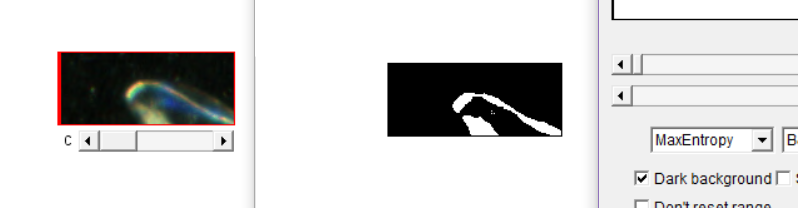 C
MaxEntropy
Dark background
Don't reset range